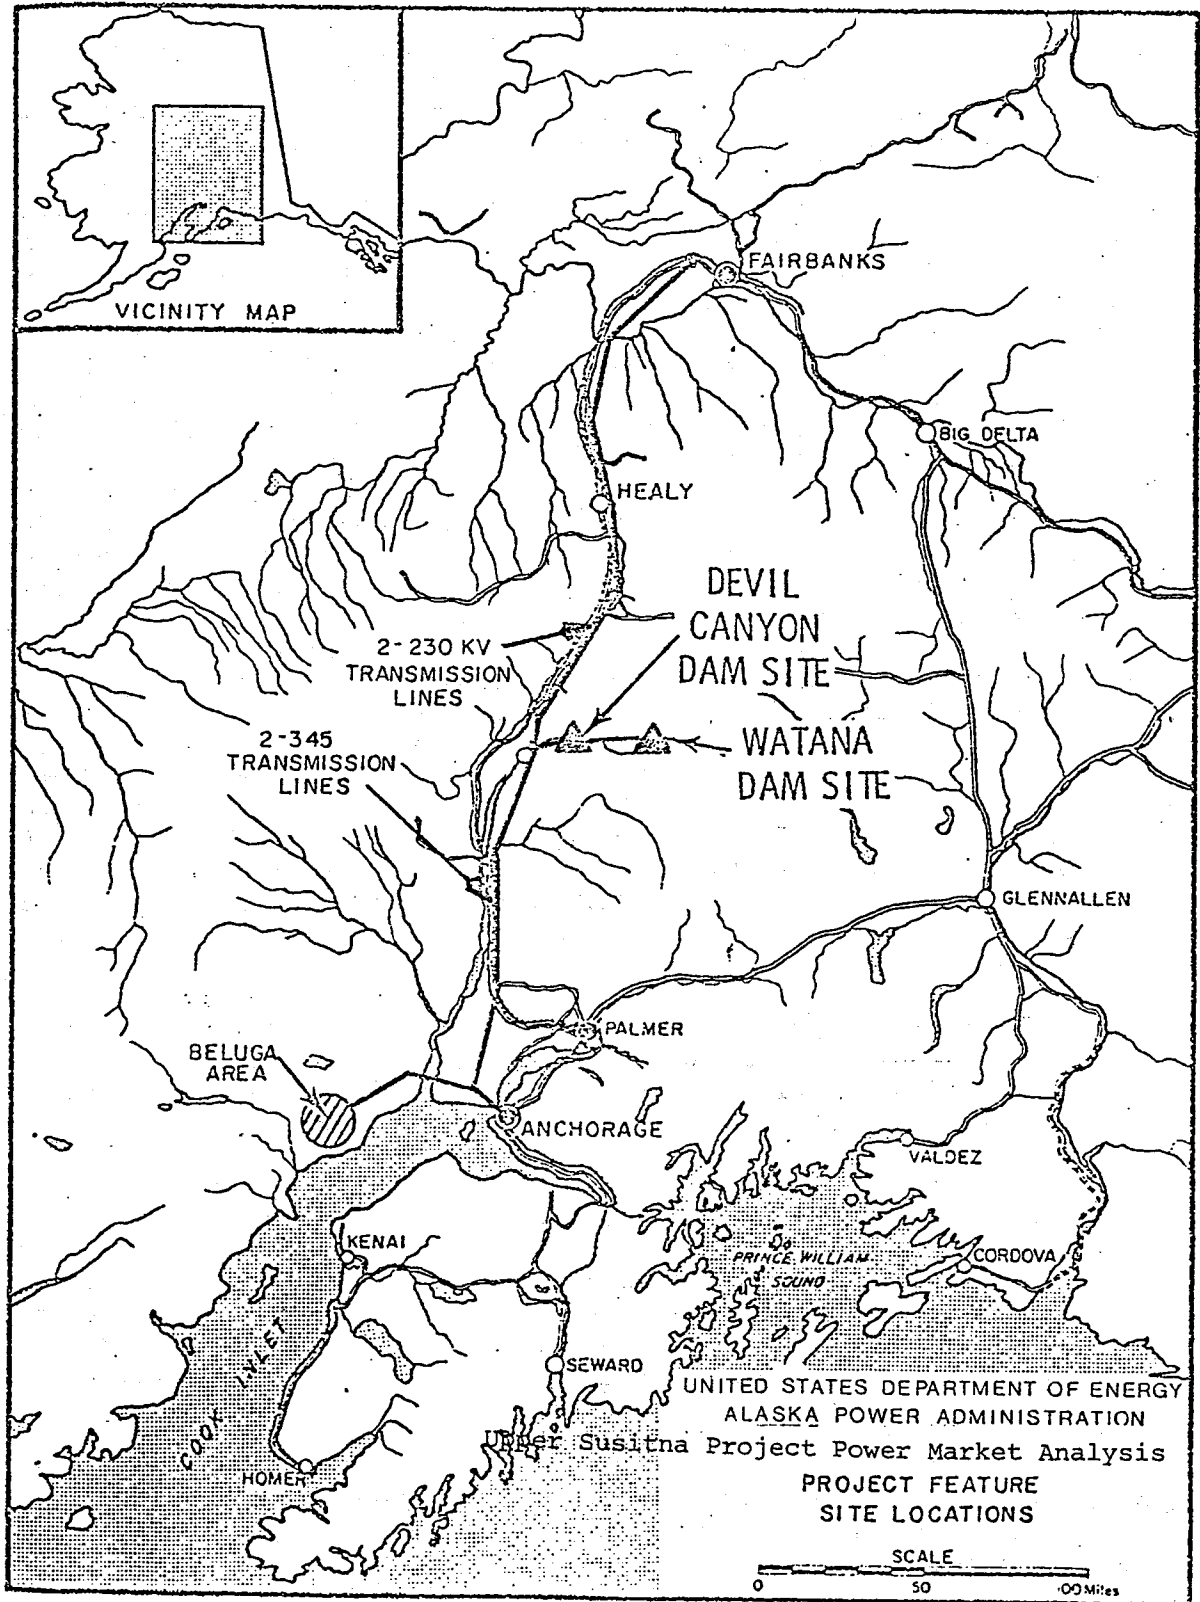 VICINITY MAP
FAIRBANKS
BIG DELTA
HEALY
DEVIL
CANYON
DAM SITE
2-230 KV
TRANSMISSION
LINES
2-345
TRANSMISSION
LINES
WATANA
DAM SITE
GLENNALLEN
PALMER
BELUGA
AREA
ANCHORAGE
VALDEZ
KENAI
PRINCE WILLIAM
SOUND
CORDOVA
COOK INLET
SEWARD
HOMER
UNITED STATES DEPARTMENT OF ENERGY
ALASKA POWER ADMINISTRATION
Upper Susitna Project Power Market Analysis
PROJECT FEATURE
SITE LOCATIONS
SCALE
0 50 00 Miles